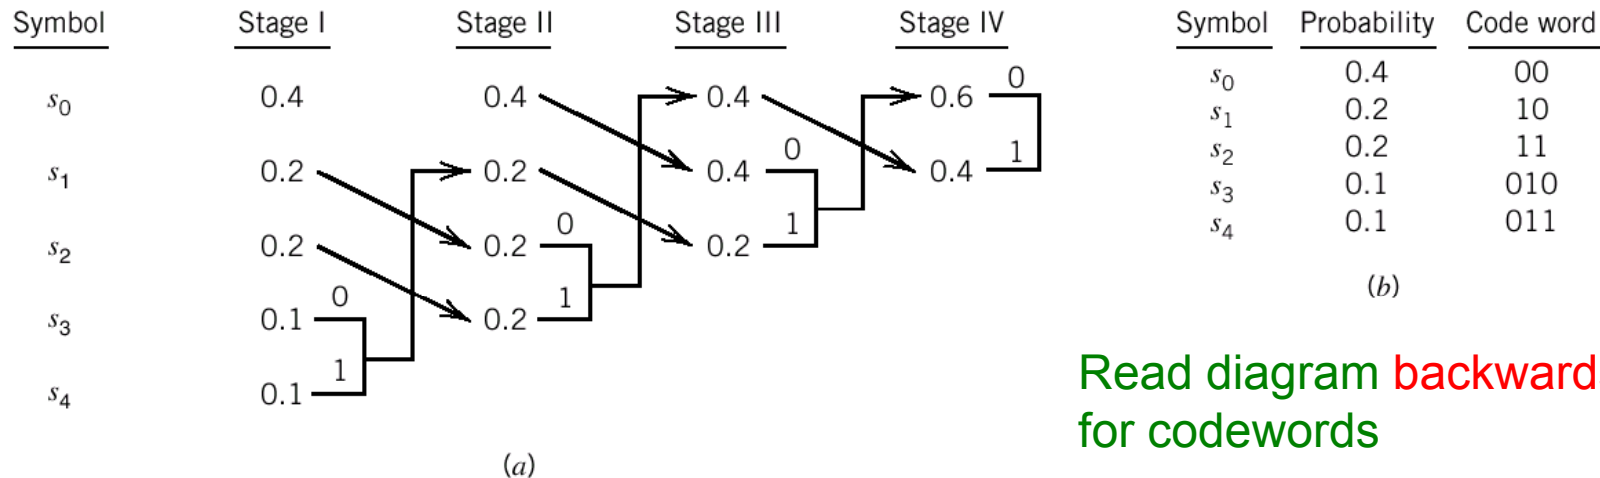 Symbol Stage I Stage II Stage III Stage IV Symbol Probability Code word
s0 0.4 0.4 0.4 0.6 0 s0 0.4 00
s1 0.2 0.2 0.4 0 0.4 1 s1 0.2 10
s2 0.2 0.2 0 0.2 1 s2 0.2 11
s3 0.1 0 0.2 1 s3 0.1 010
s4 0.1 1 s4 0.1 011
(a)
(b)
Read diagram backward
for codewords